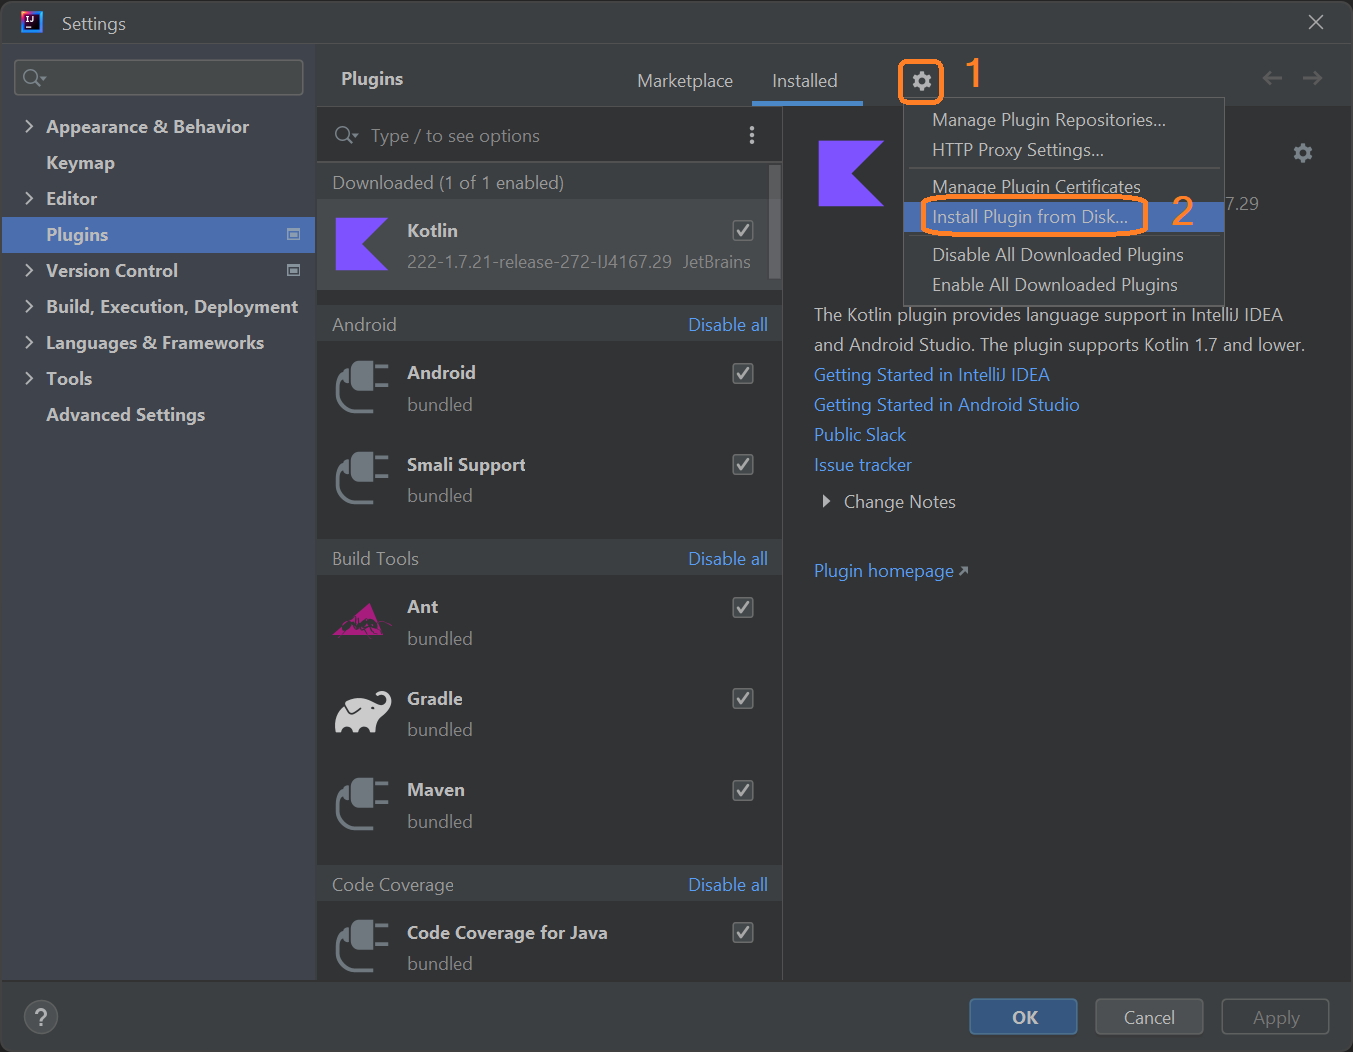 IJ
Settings
Appearance & Behavior
Keymap
Editor
Plugins
Version Control
Build, Execution, Deployment
Languages & Frameworks
Tools
Advanced Settings
Plugins
Marketplace
Installed
1
Type / to see options
Downloaded (1 of 1 enabled)
Kotlin
222-1.7.21-release-272-IJ4167.29 JetBrains
Android
Disable all
Android
bundled
Smali Support
bundled
Build Tools
Disable all
Ant
bundled
Gradle
bundled
Maven
bundled
Code Coverage
Disable all
Code Coverage for Java
bundled
Manage Plugin Repositories...
HTTP Proxy Settings...
Manage Plugin Certificates
Install Plugin from Disk...
2
7.29
Disable All Downloaded Plugins
Enable All Downloaded Plugins
The Kotlin plugin provides language support in IntelliJ IDEA
and Android Studio. The plugin supports Kotlin 1.7 and lower.
Getting Started in IntelliJ IDEA
Getting Started in Android Studio
Public Slack
Issue tracker
Change Notes
Plugin homepage
?
OK
Cancel
Apply